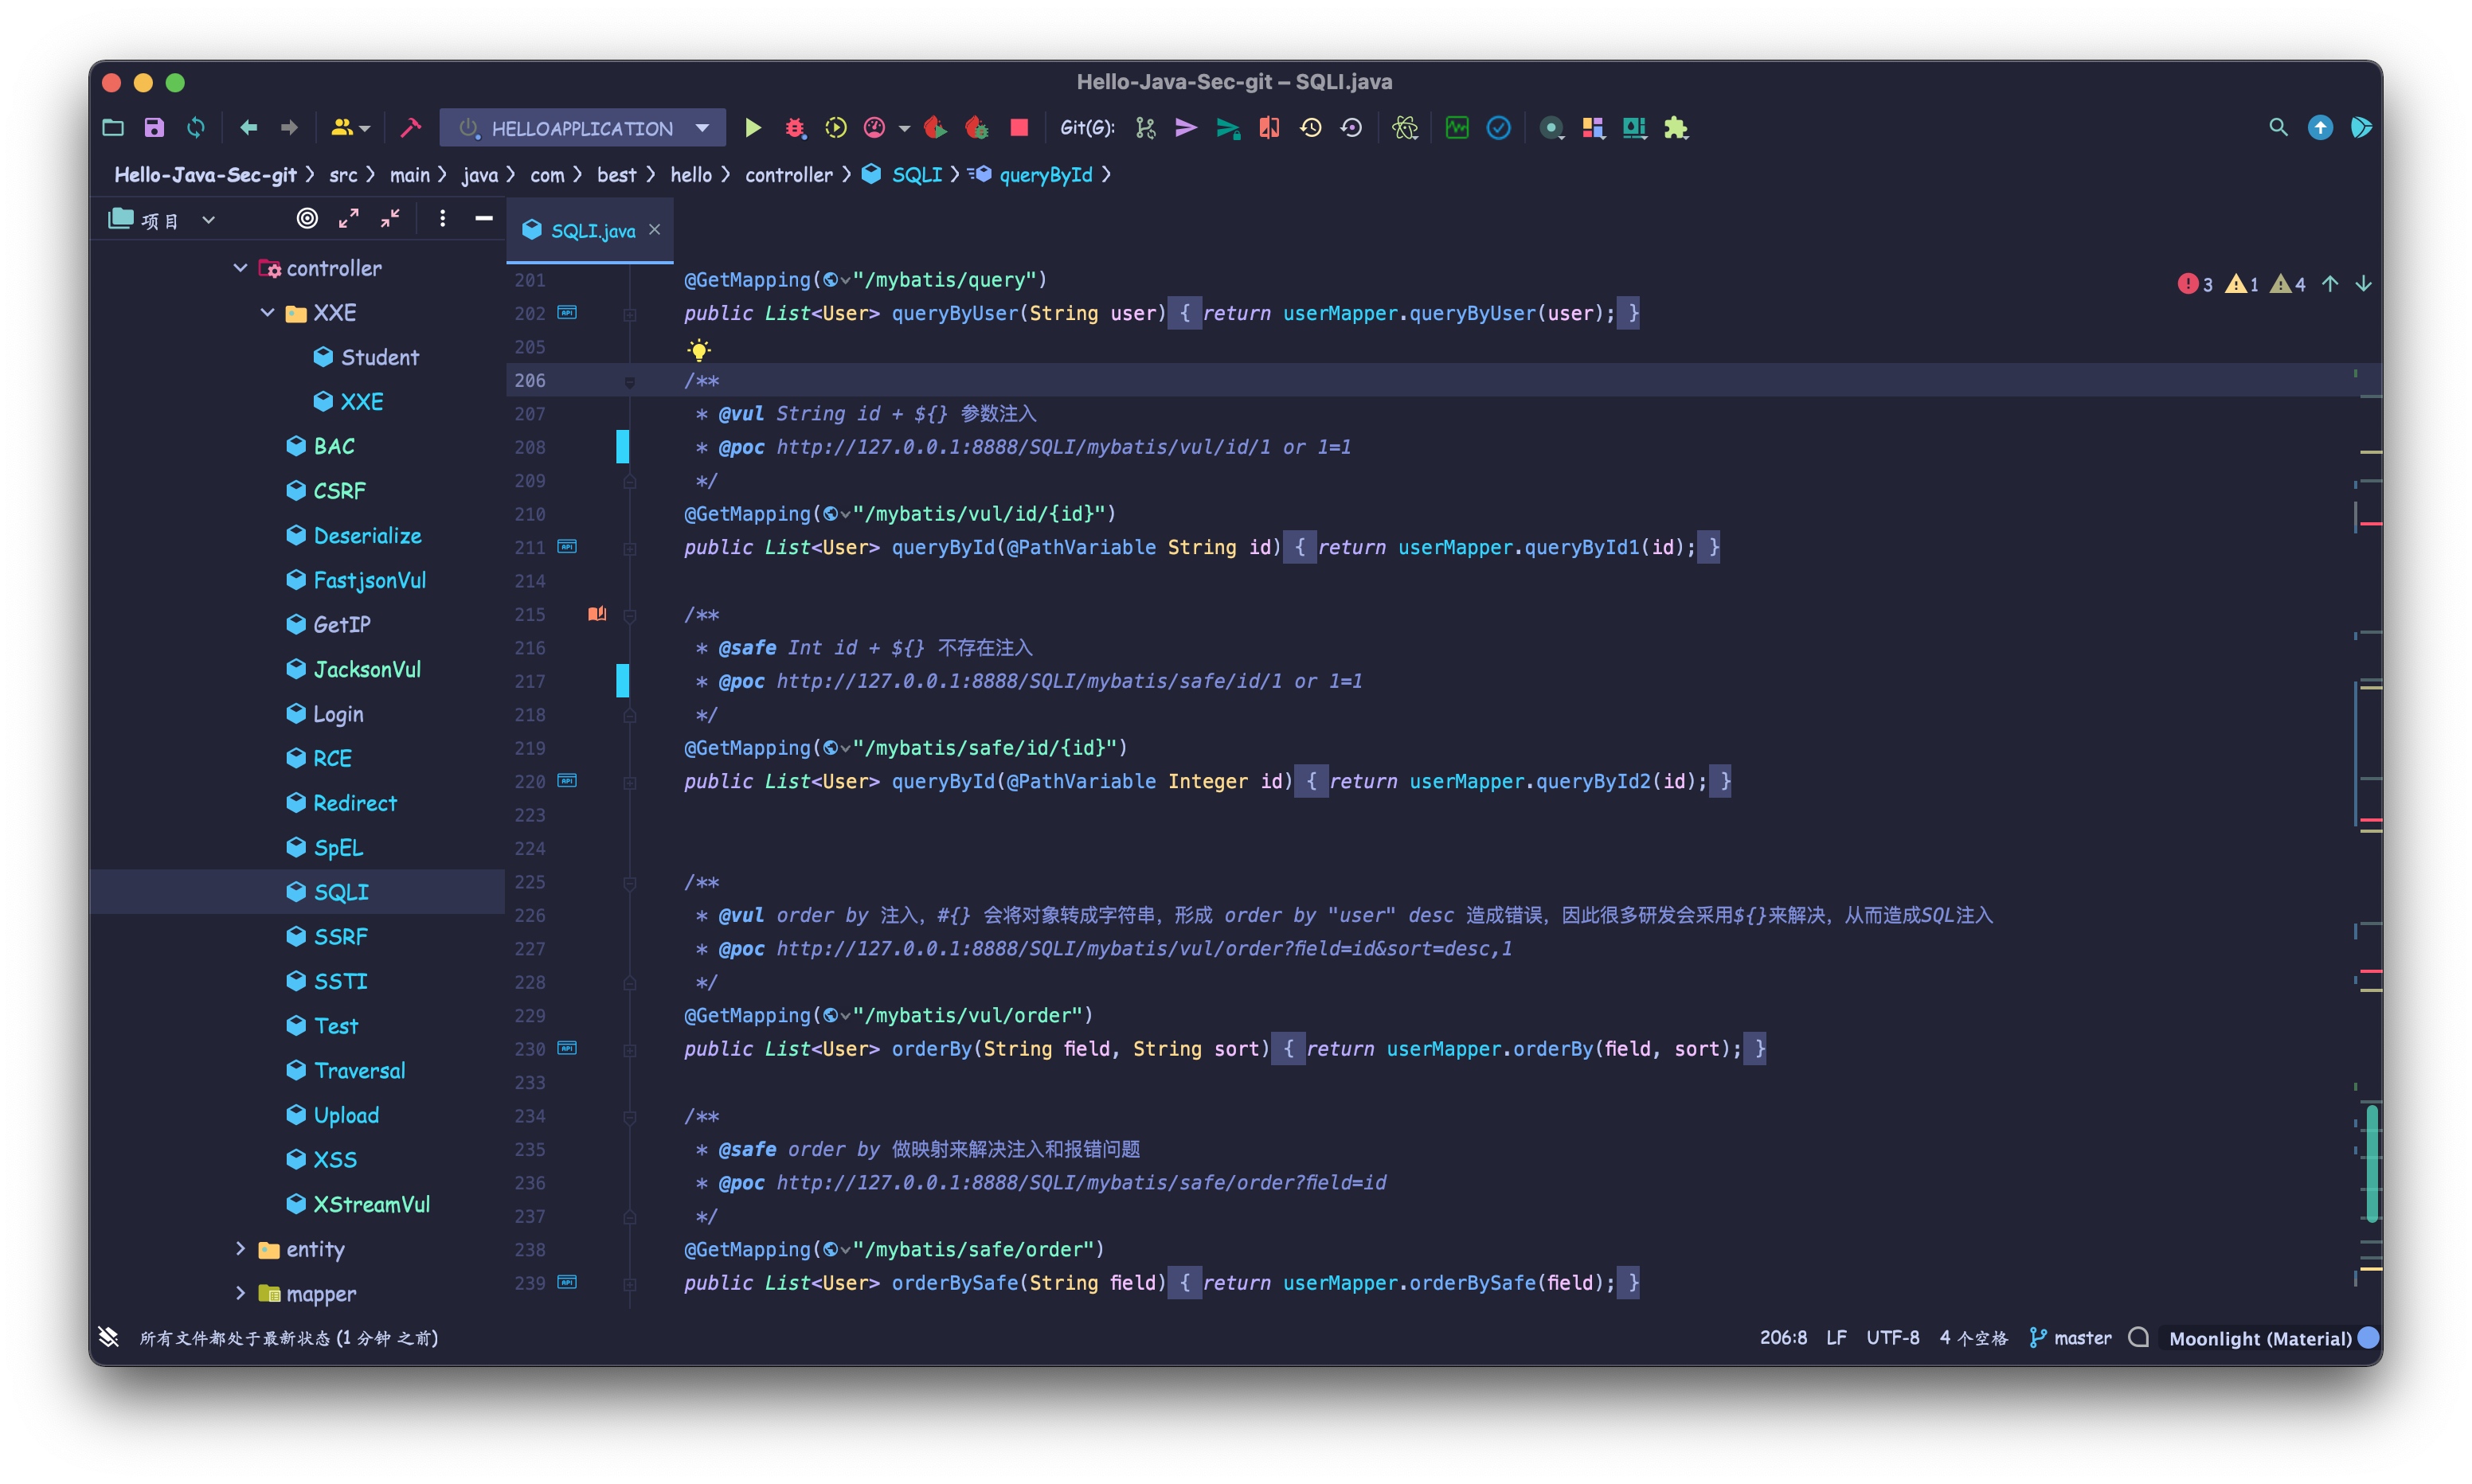 Hello-Java-Sec-git – SQLI.java
HELLOAPPLICATION
Git(G):
Hello-Java-Sec-git
src
main
java
com
best
hello
controller
SQLI
queryById
项目
controller
XXE
Student
XXE
BAC
CSRF
Deserialize
FastjsonVul
GetIP
JacksonVul
Login
RCE
Redirect
SpEL
SQLI
SSRF
SSTI
Test
Traversal
Upload
XSS
XStreamVul
entity
mapper
SQLI.java
3 1 4
201 @GetMapping("/mybatis/query")
202 API public List<User> queryByUser(String user) { return userMapper.queryByUser(user); }
205
206 /**
207 * @vul String id + ${} 参数注入
208 * @poc http://127.0.0.1:8888/SQLI/mybatis/vul/id/1 or 1=1
209 */
210 @GetMapping("/mybatis/vul/id/{id}")
211 API public List<User> queryById(@PathVariable String id) { return userMapper.queryById1(id); }
214
215 /**
216 * @safe Int id + ${} 不存在注入
217 * @poc http://127.0.0.1:8888/SQLI/mybatis/safe/id/1 or 1=1
218 */
219 @GetMapping("/mybatis/safe/id/{id}")
220 API public List<User> queryById(@PathVariable Integer id) { return userMapper.queryById2(id); }
223
224
225 /**
226 * @vul order by 注入，#{} 会将对象转成字符串，形成 order by "user" desc 造成错误，因此很多研发会采用${}来解决，从而造成SQL注入
227 * @poc http://127.0.0.1:8888/SQLI/mybatis/vul/order?field=id&sort=desc,1
228 */
229 @GetMapping("/mybatis/vul/order")
230 API public List<User> orderBy(String field, String sort) { return userMapper.orderBy(field, sort); }
233
234 /**
235 * @safe order by 做映射来解决注入和报错问题
236 * @poc http://127.0.0.1:8888/SQLI/mybatis/safe/order?field=id
237 */
238 @GetMapping("/mybatis/safe/order")
239 API public List<User> orderBySafe(String field) { return userMapper.orderBySafe(field); }
所有文件都处于最新状态 (1 分钟 之前)
206:8 LF UTF-8 4 个空格 master Moonlight (Material)